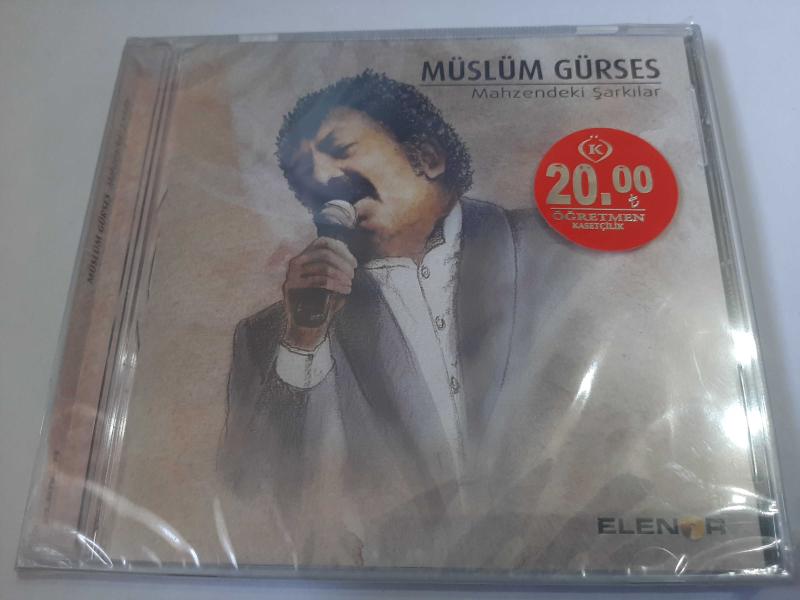 MÜSLÜM GÜRSES
Mahzendeki Şarkılar
K
20.00
₺
ÖĞRETMEN
KASETÇİLİK
MÜSLÜM GÜRSES
ELENOR